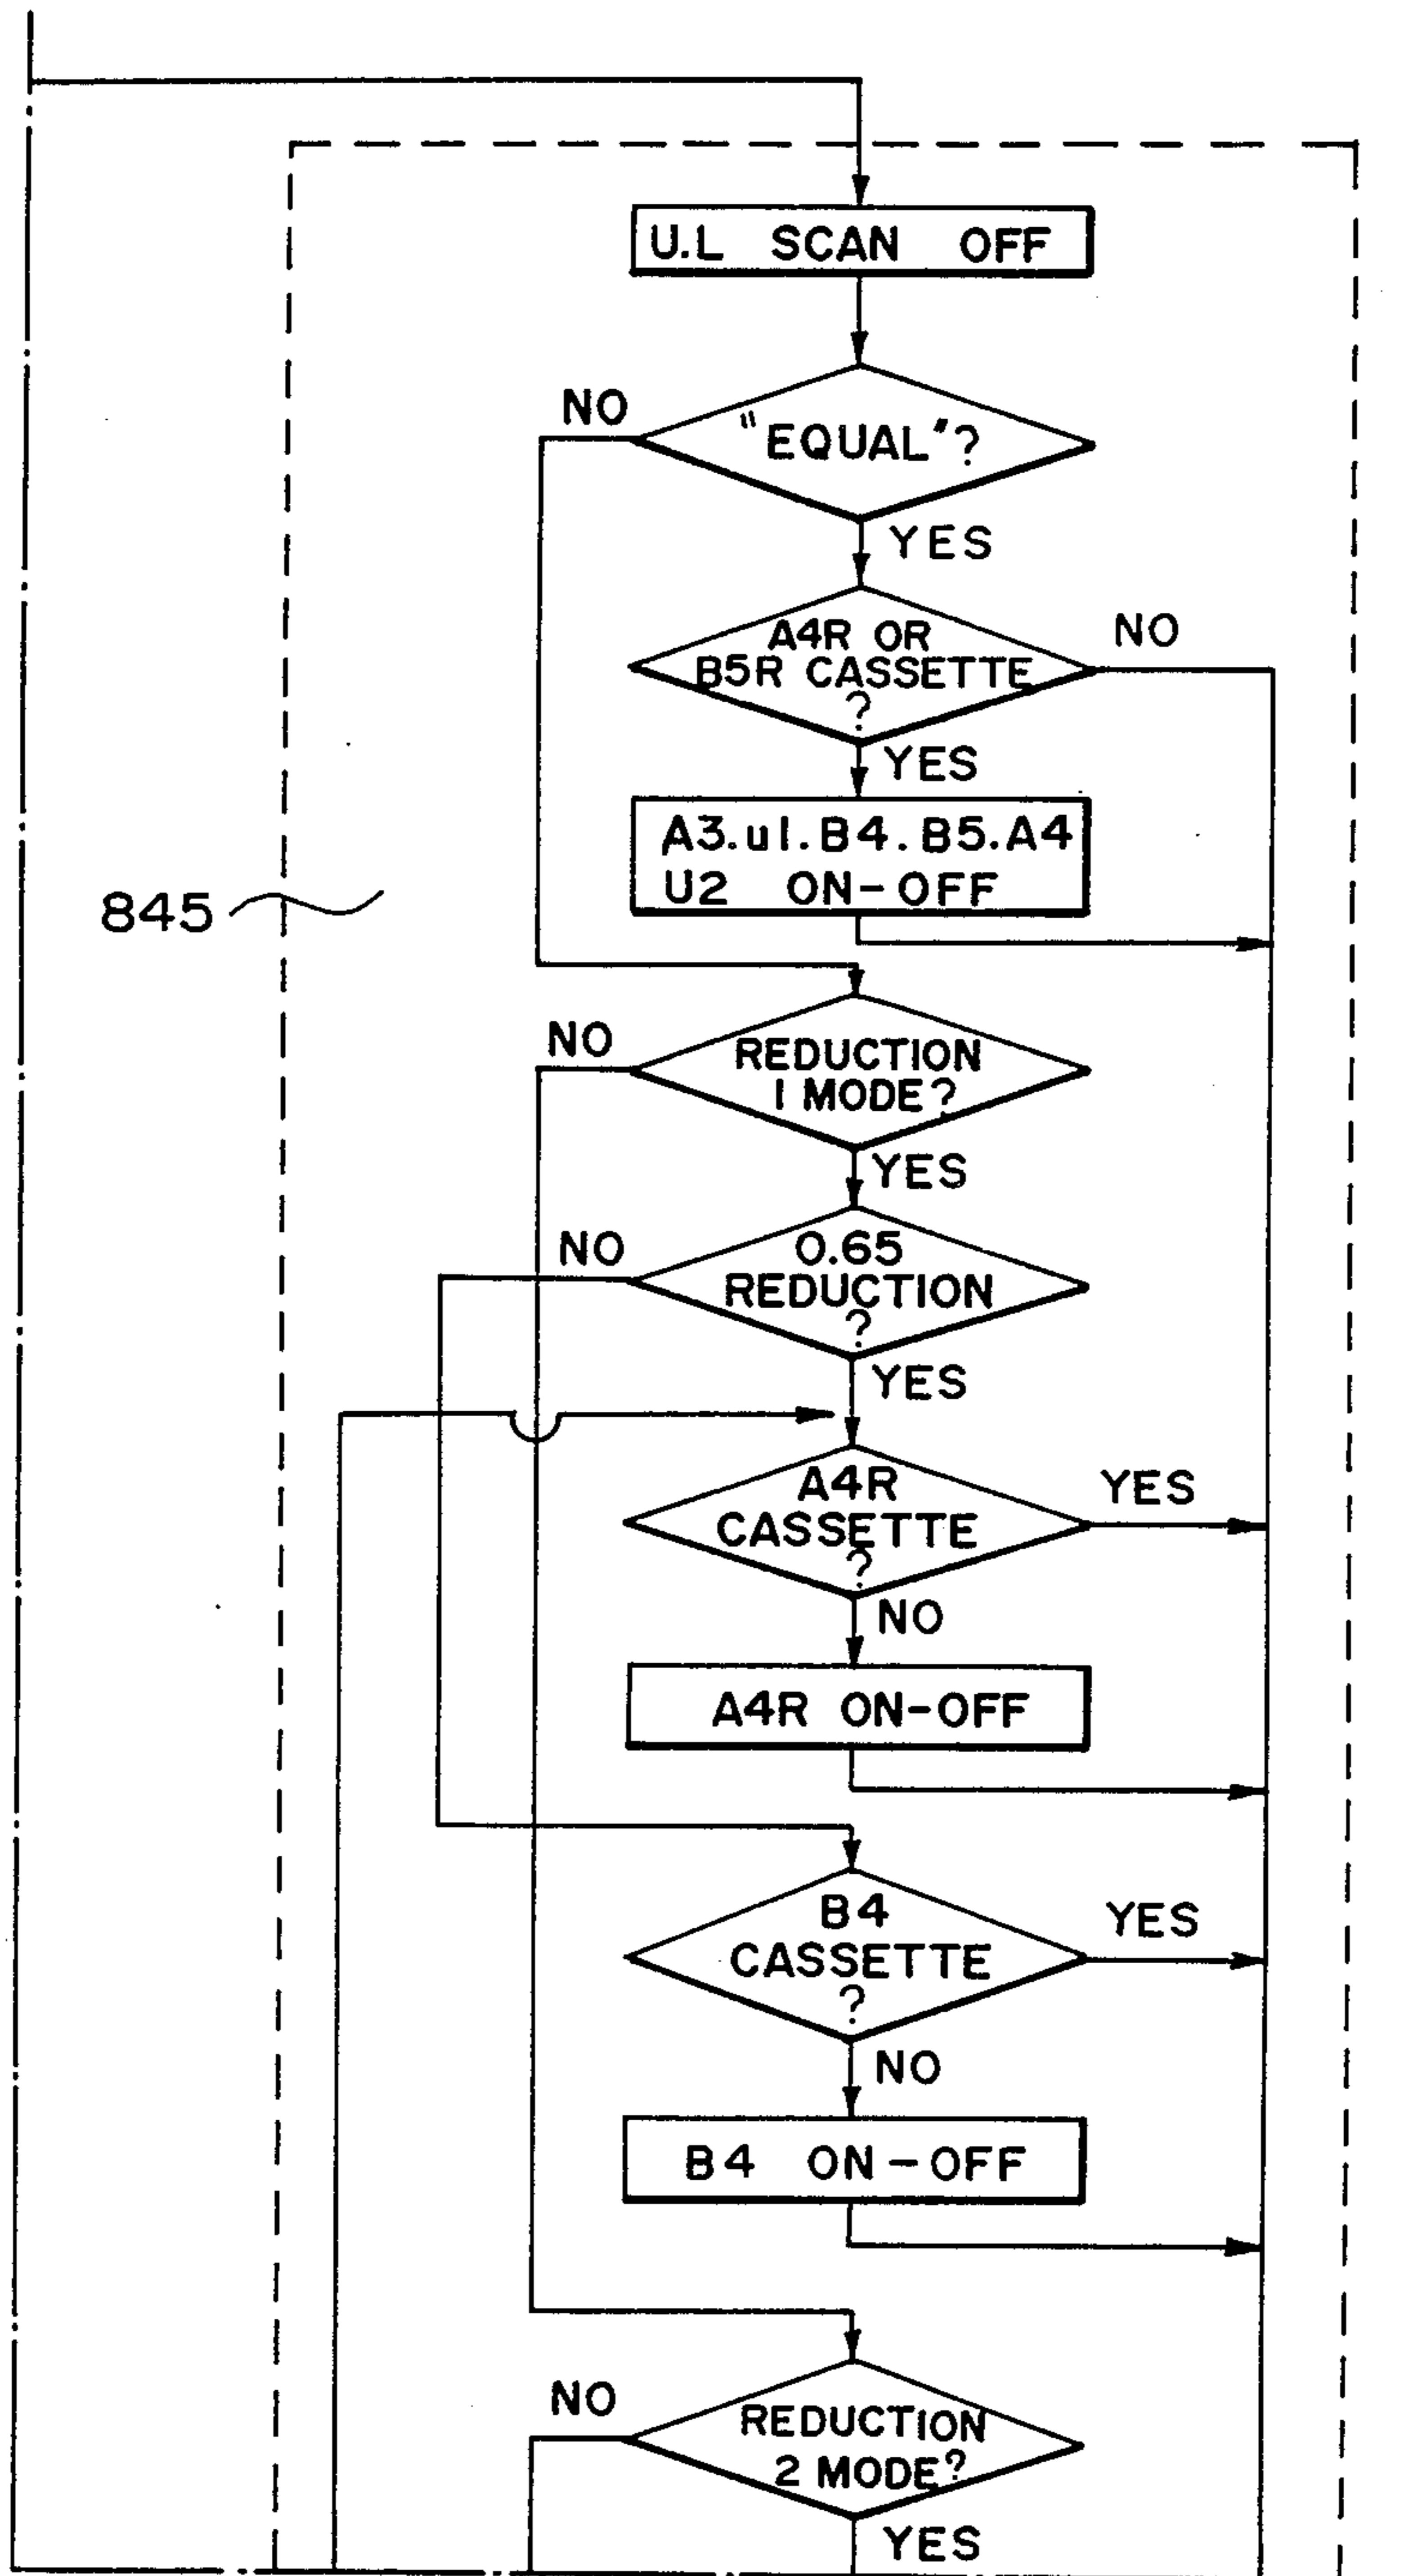 U.L SCAN OFF
NO
"EQUAL"?
YES
A4R OR
B5R CASSETTE
?
NO
YES
A3.ul.B4.B5.A4
U2 ON-OFF
845
NO
REDUCTION
1 MODE?
YES
NO
0.65
REDUCTION
?
YES
A4R
CASSETTE
?
YES
NO
A4R ON-OFF
B4
CASSETTE
?
YES
NO
B4 ON-OFF
NO
REDUCTION
2 MODE?
YES